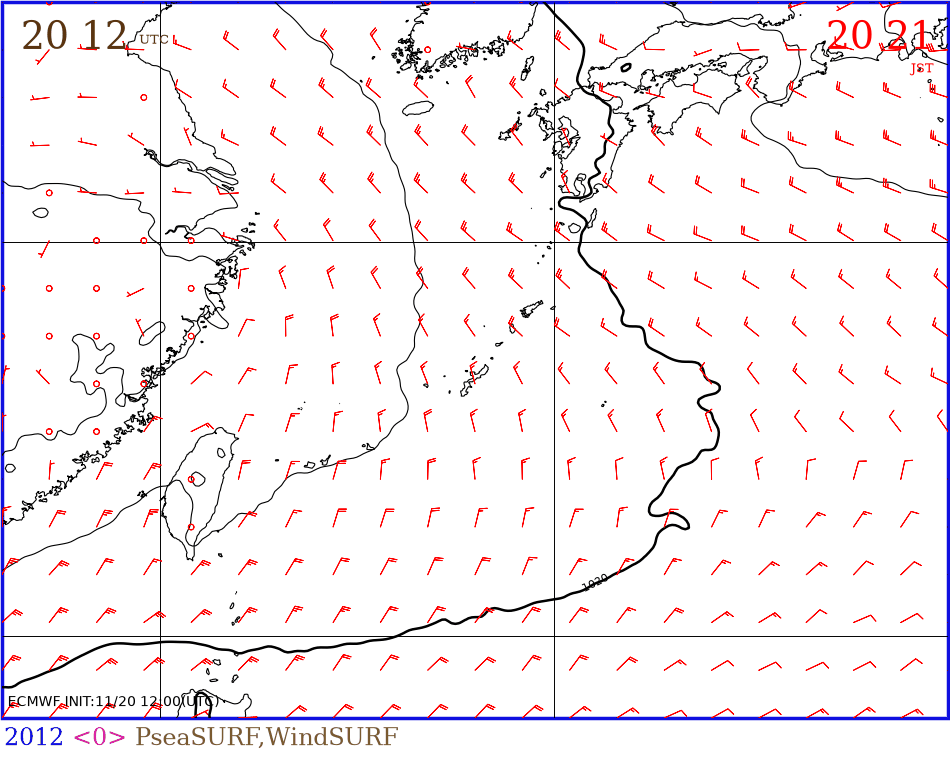 20 12 UTC
20 21
JST
1020
ECMWF INIT:11/20 12:00(UTC)
2012 <0> PseaSURF,WindSURF